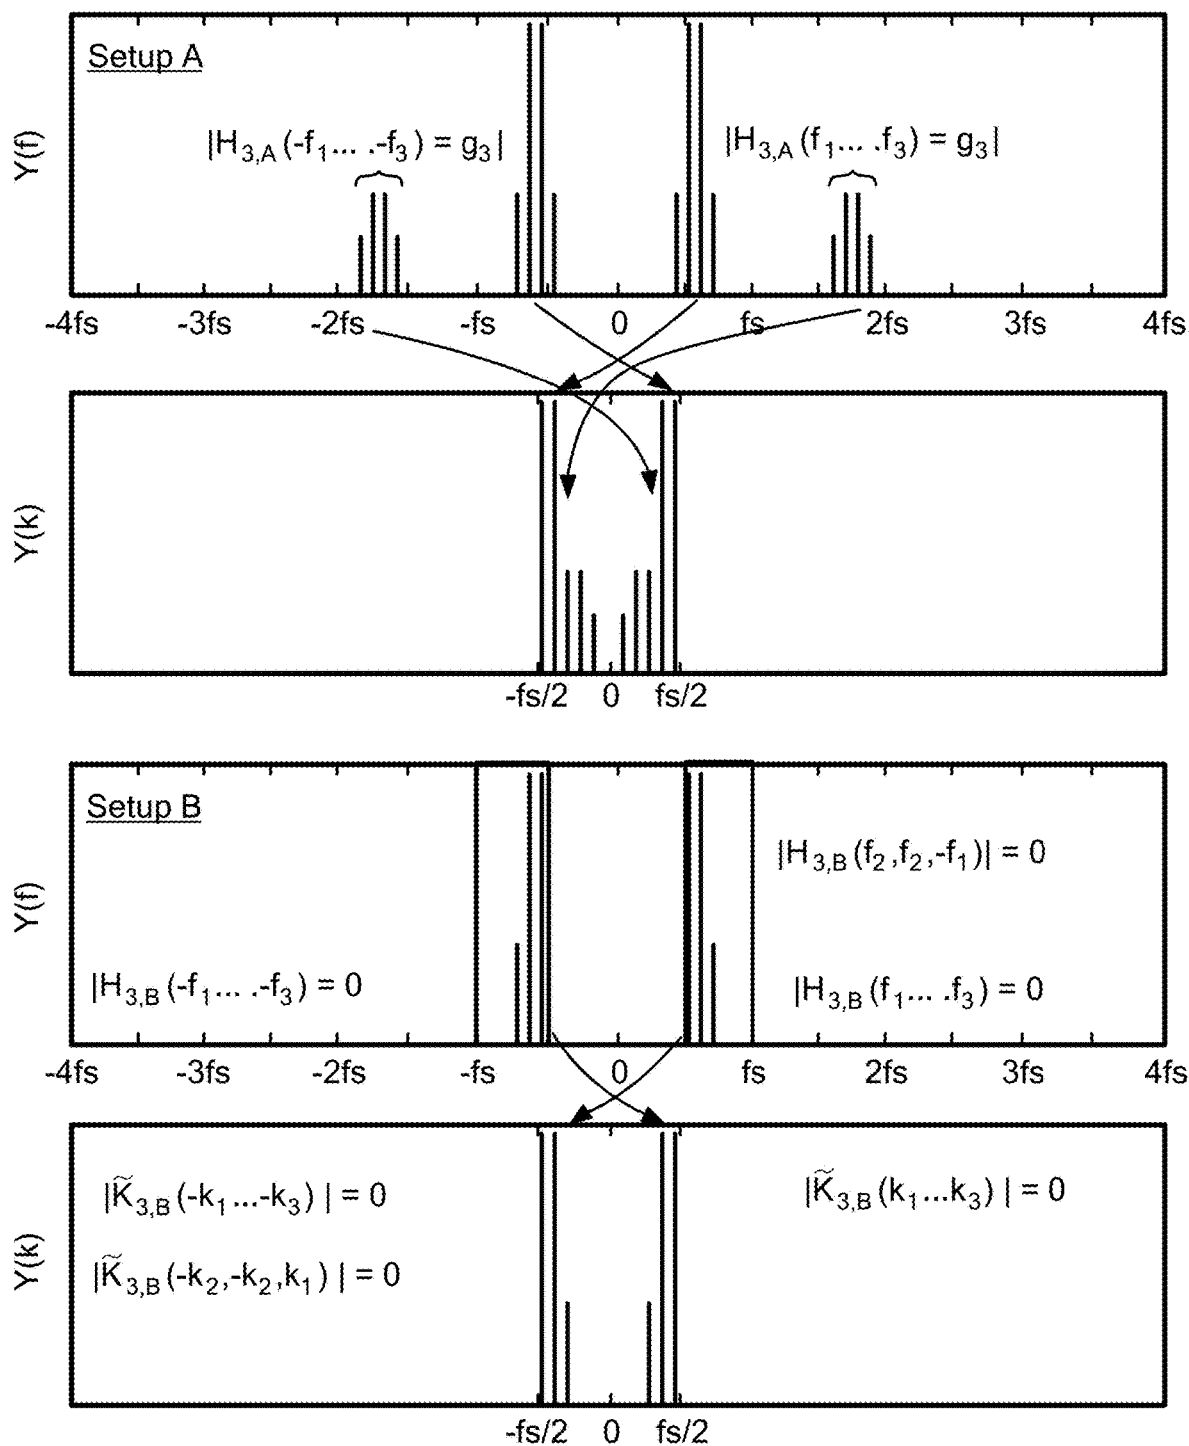 Setup A
|H3,A(-f1... .-f3) = g3|
|H3,A(f1... .f3) = g3|
Y(f)
-4fs -3fs -2fs -fs 0 fs 2fs 3fs 4fs
Y(k)
-fs/2 0 fs/2
Setup B
|H3,B(f2,f2,-f1)| = 0
Y(f)
|H3,B(-f1... .-f3) = 0
|H3,B(f1... .f3) = 0
-4fs -3fs -2fs -fs 0 fs 2fs 3fs 4fs
|K̃3,B(-k1...-k3) | = 0
|K̃3,B(k1...k3) | = 0
|K̃3,B(-k2,-k2,k1) | = 0
Y(k)
-fs/2 0 fs/2